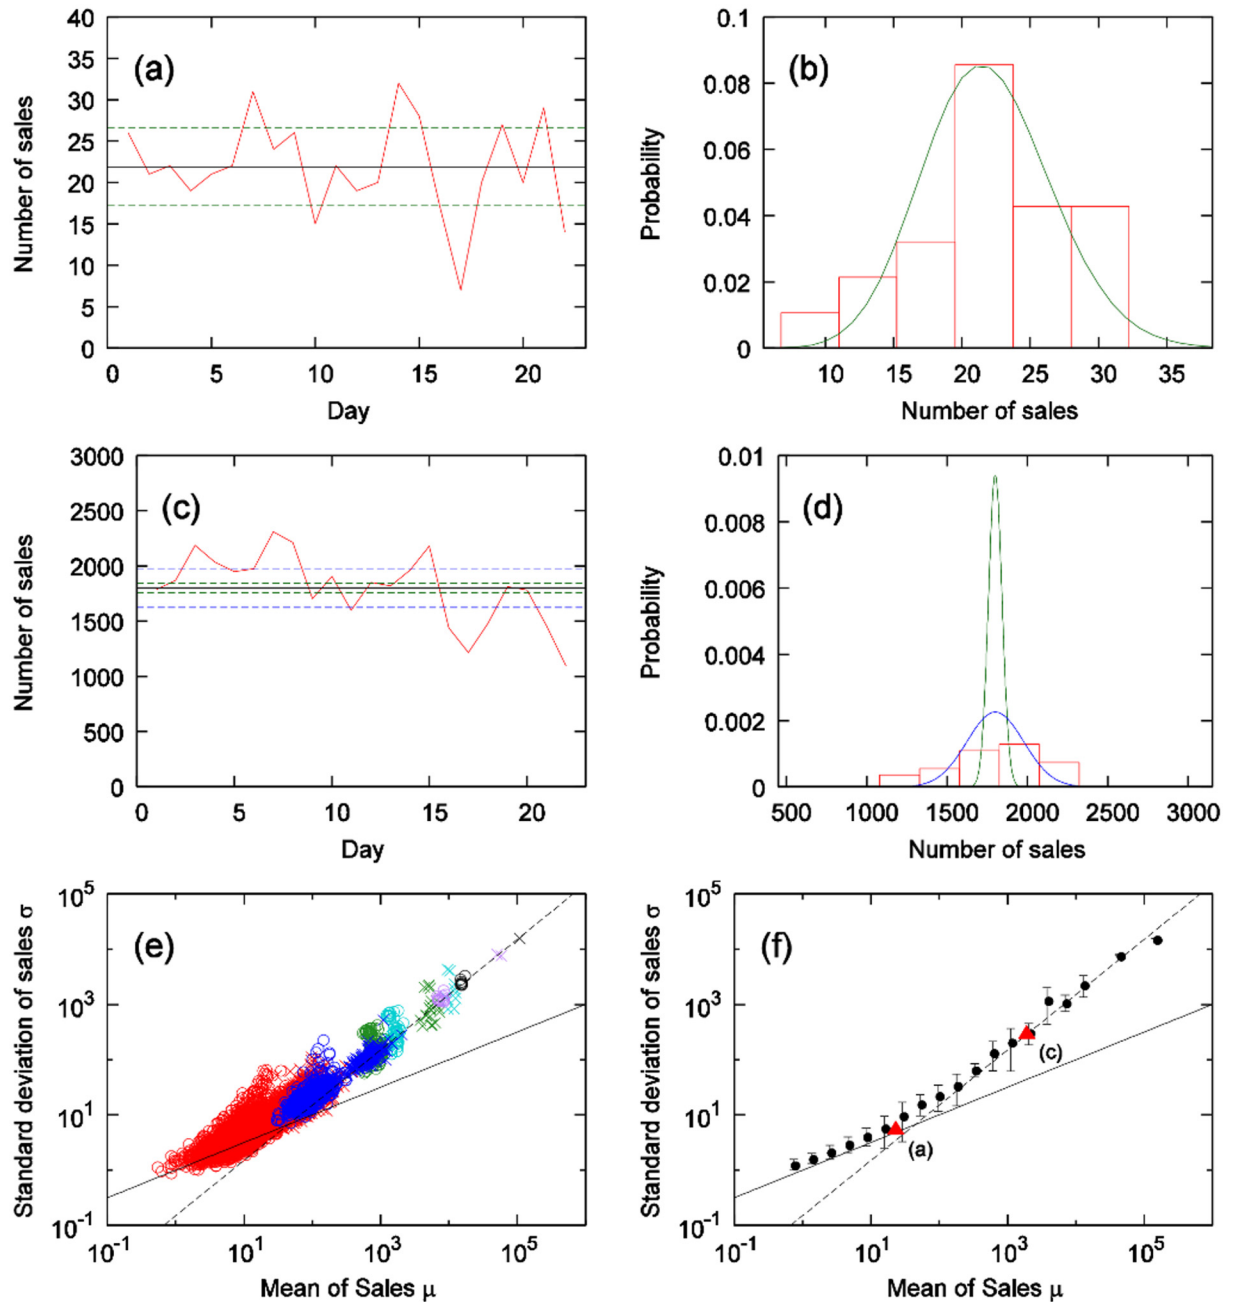 40
35
30
25
20
15
10
5
0
Number of sales
(a)
0 5 10 15 20
Day
0.1
0.08
0.06
0.04
0.02
0
Probability
(b)
10 15 20 25 30 35
Number of sales
3000
2500
2000
1500
1000
500
0
Number of sales
(c)
0 5 10 15 20
Day
0.01
0.008
0.006
0.004
0.002
0
Probability
(d)
500 1000 1500 2000 2500 3000
Number of sales
10^5
10^3
10^1
10^-1
Standard deviation of sales σ
(e)
10^-1 10^1 10^3 10^5
Mean of Sales μ
10^5
10^3
10^1
10^-1
Standard deviation of sales σ
(f)
(c)
(a)
10^-1 10^1 10^3 10^5
Mean of Sales μ